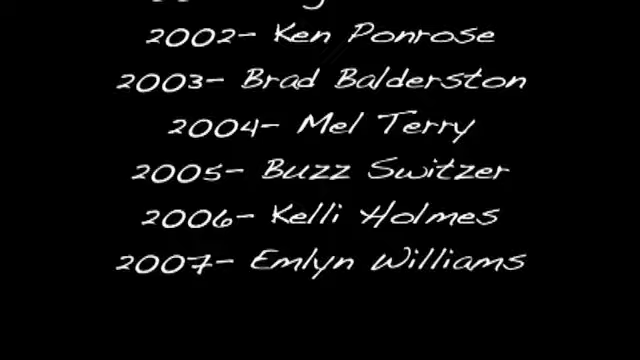 2002- Ken Ponrose
2003- Brad Balderston
2004- Mel Terry
2005- Buzz Switzer
2006- Kelli Holmes
2007- Emlyn Williams